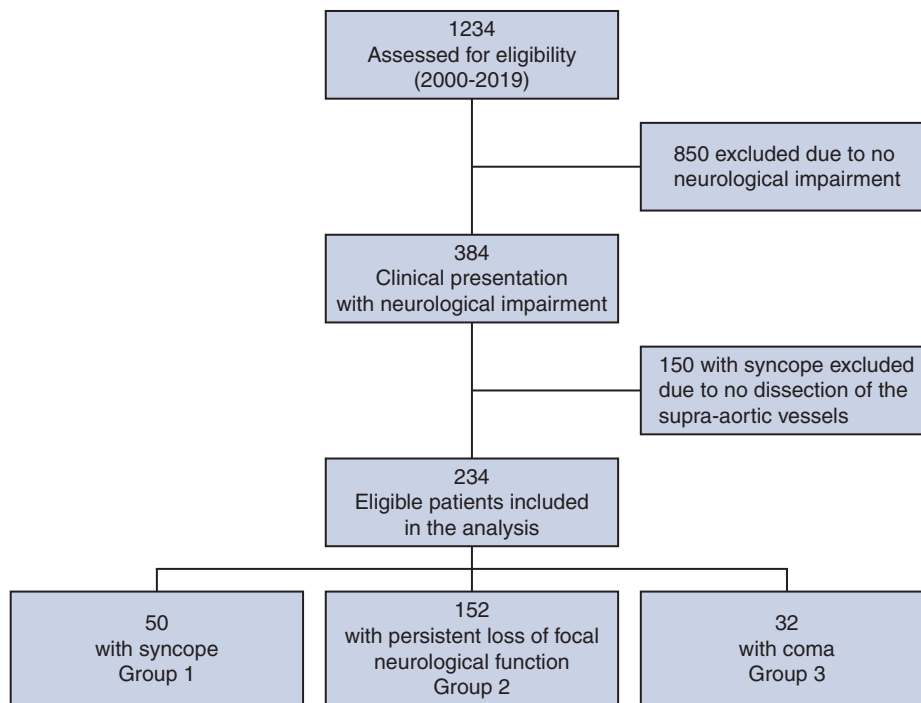 1234
Assessed for eligibility
(2000-2019)
850 excluded due to no
neurological impairment
384
Clinical presentation
with neurological impairment
150 with syncope excluded
due to no dissection of the
supra-aortic vessels
234
Eligible patients included
in the analysis
50
with syncope
Group 1
152
with persistent loss of focal
neurological function
Group 2
32
with coma
Group 3